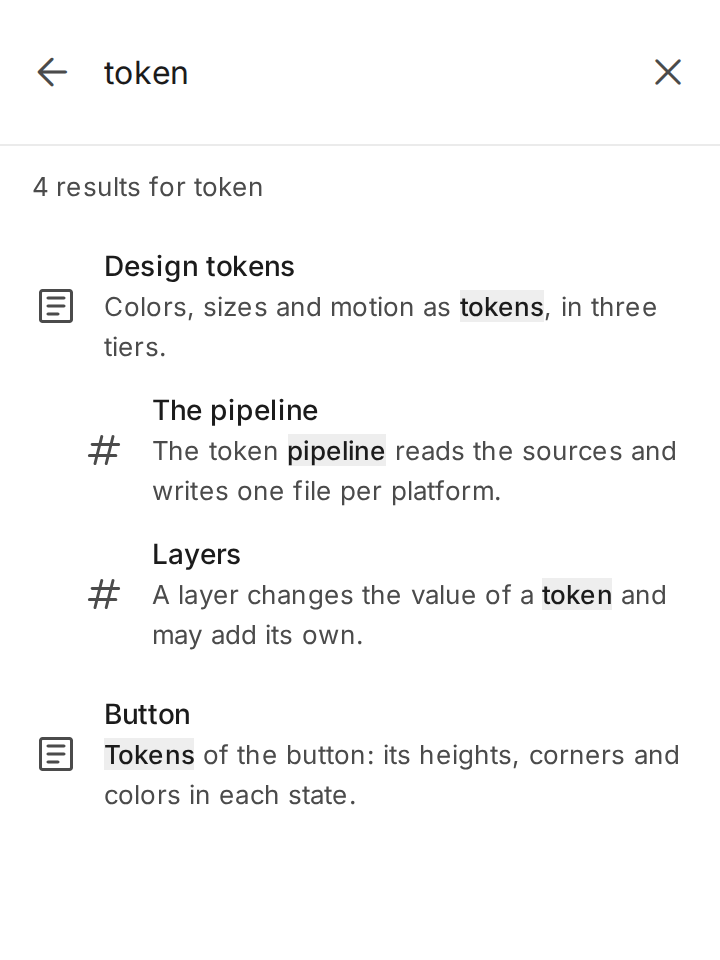 token
4 results for token
Design tokens
Colors, sizes and motion as tokens, in three
tiers.
The pipeline
The token pipeline reads the sources and
writes one file per platform.
Layers
A layer changes the value of a token and
may add its own.
Button
Tokens of the button: its heights, corners and
colors in each state.